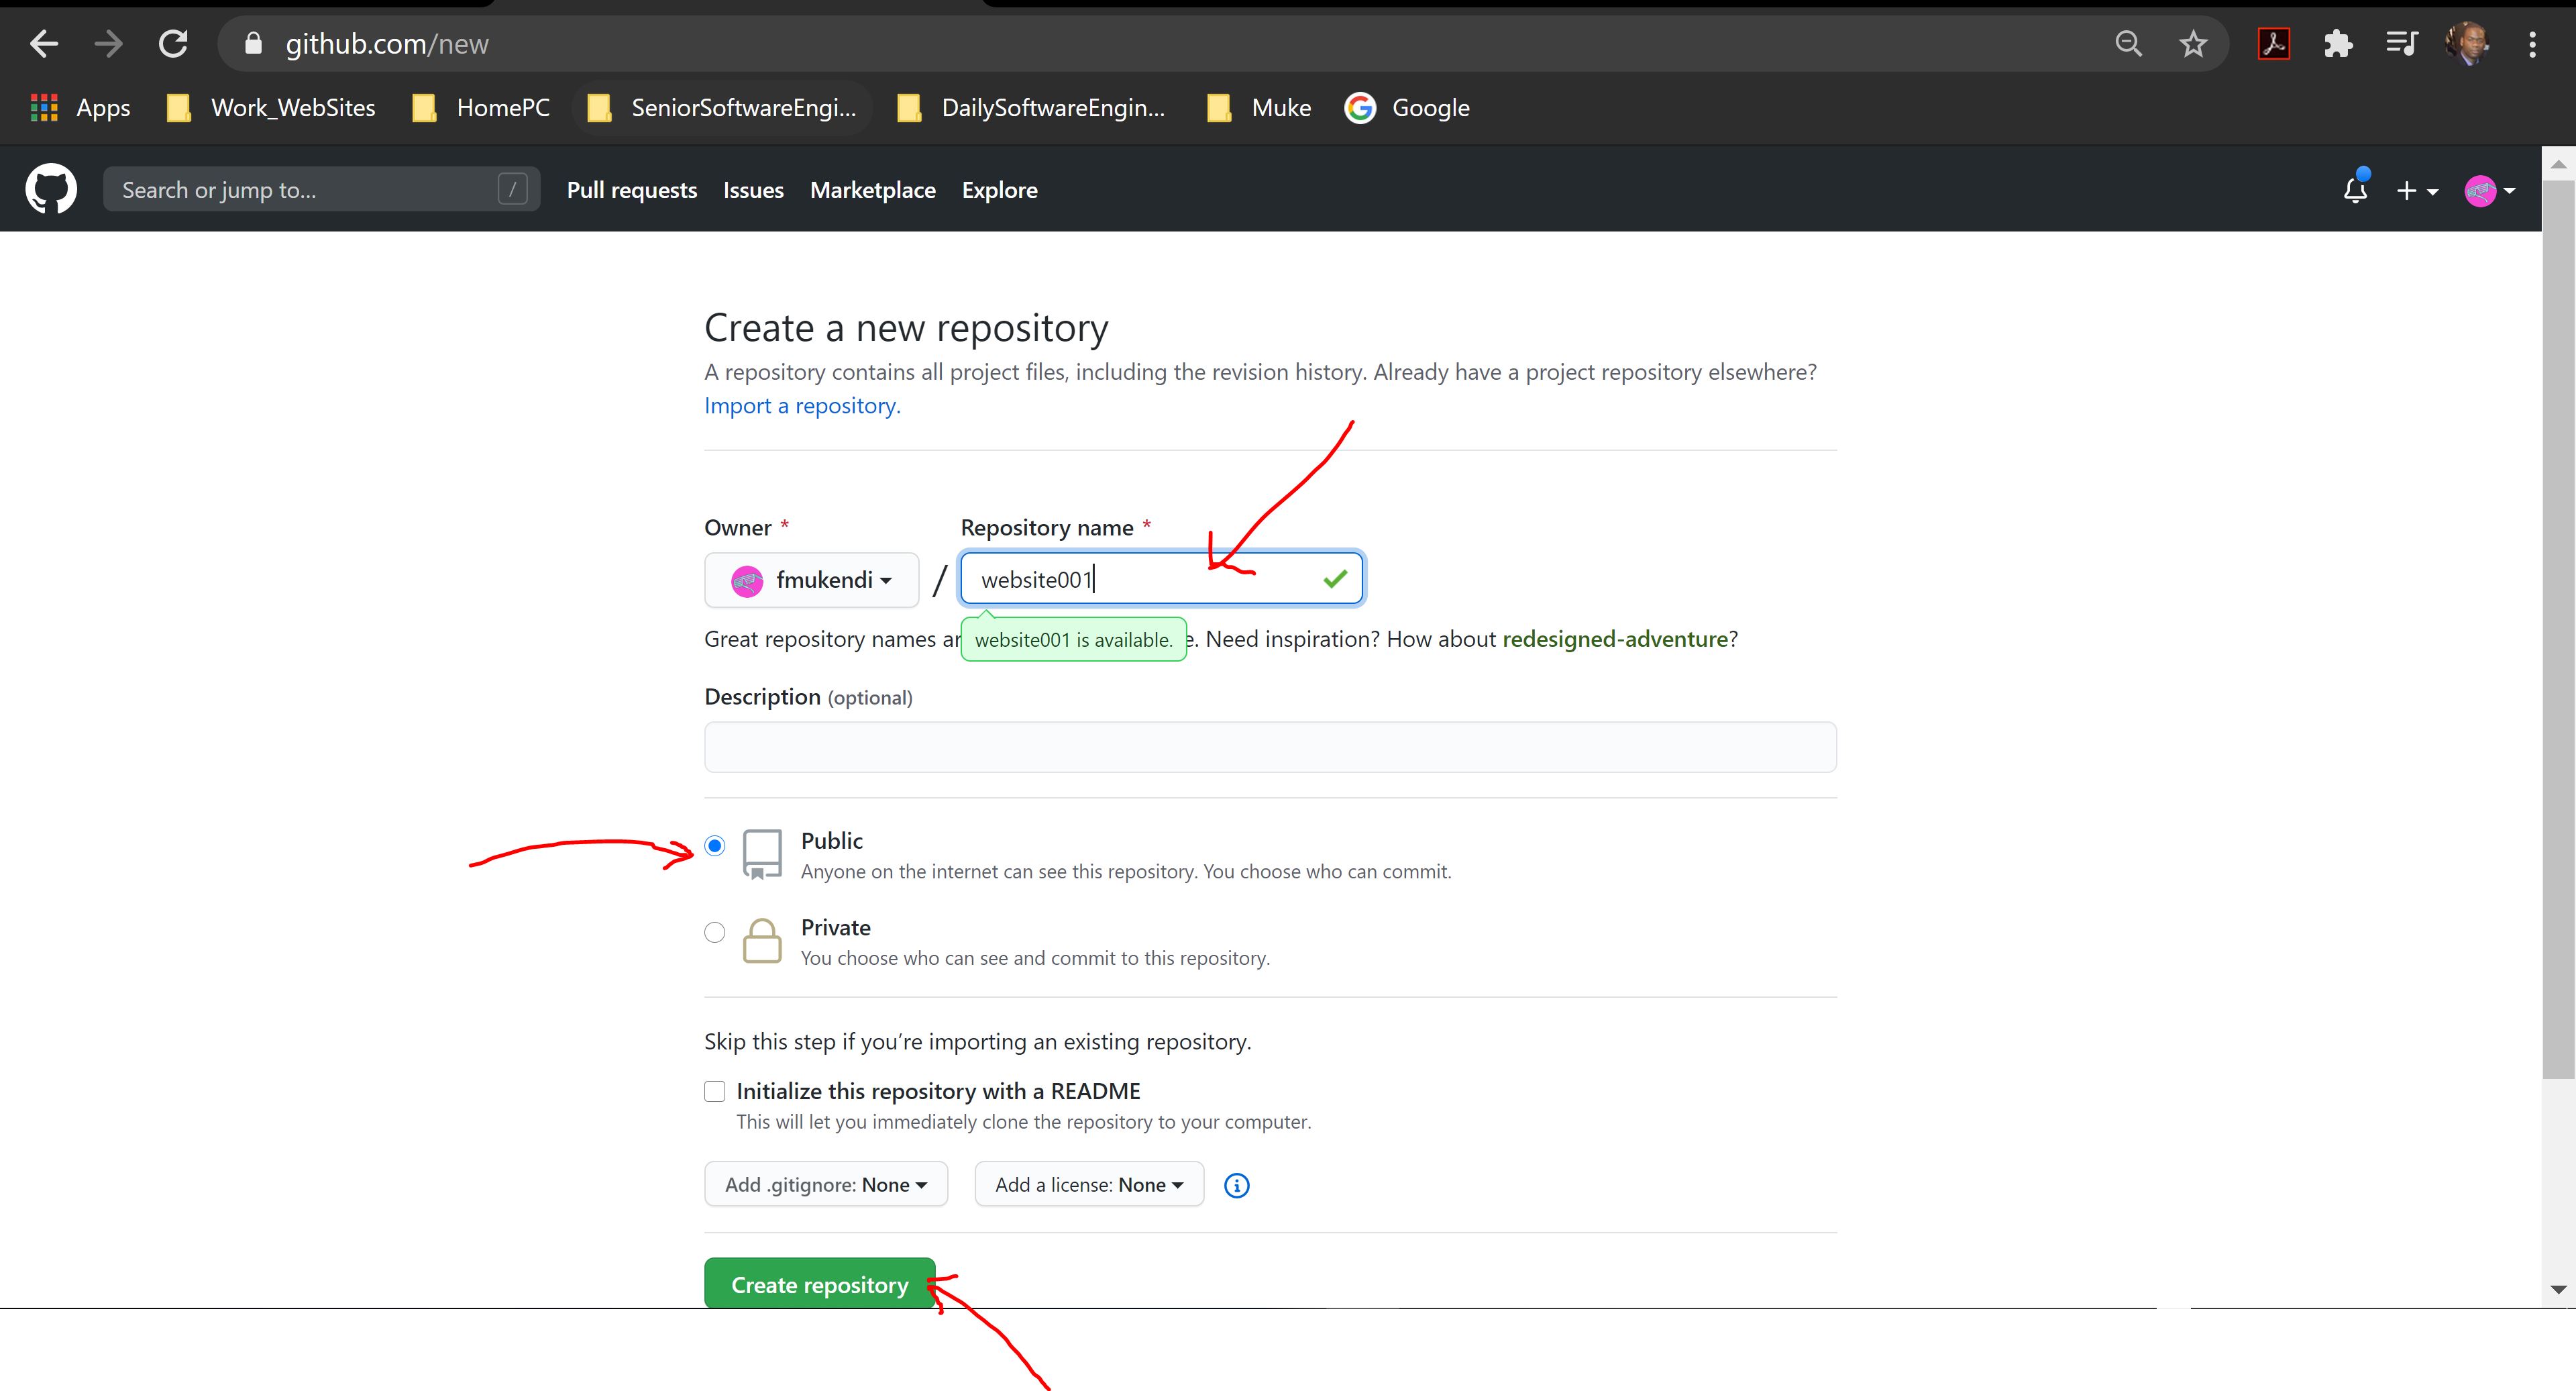 github.com/new
Apps Work_WebSites HomePC SeniorSoftwareEngi... DailySoftwareEngin... Muke Google
Search or jump to... / Pull requests Issues Marketplace Explore
Create a new repository
A repository contains all project files, including the revision history. Already have a project repository elsewhere?
Import a repository.
Owner * Repository name *
fmukendi / website001
Great repository names ar website001 is available. e. Need inspiration? How about redesigned-adventure?
Description (optional)
Public
Anyone on the internet can see this repository. You choose who can commit.
Private
You choose who can see and commit to this repository.
Skip this step if you’re importing an existing repository.
Initialize this repository with a README
This will let you immediately clone the repository to your computer.
Add .gitignore: None Add a license: None
Create repository